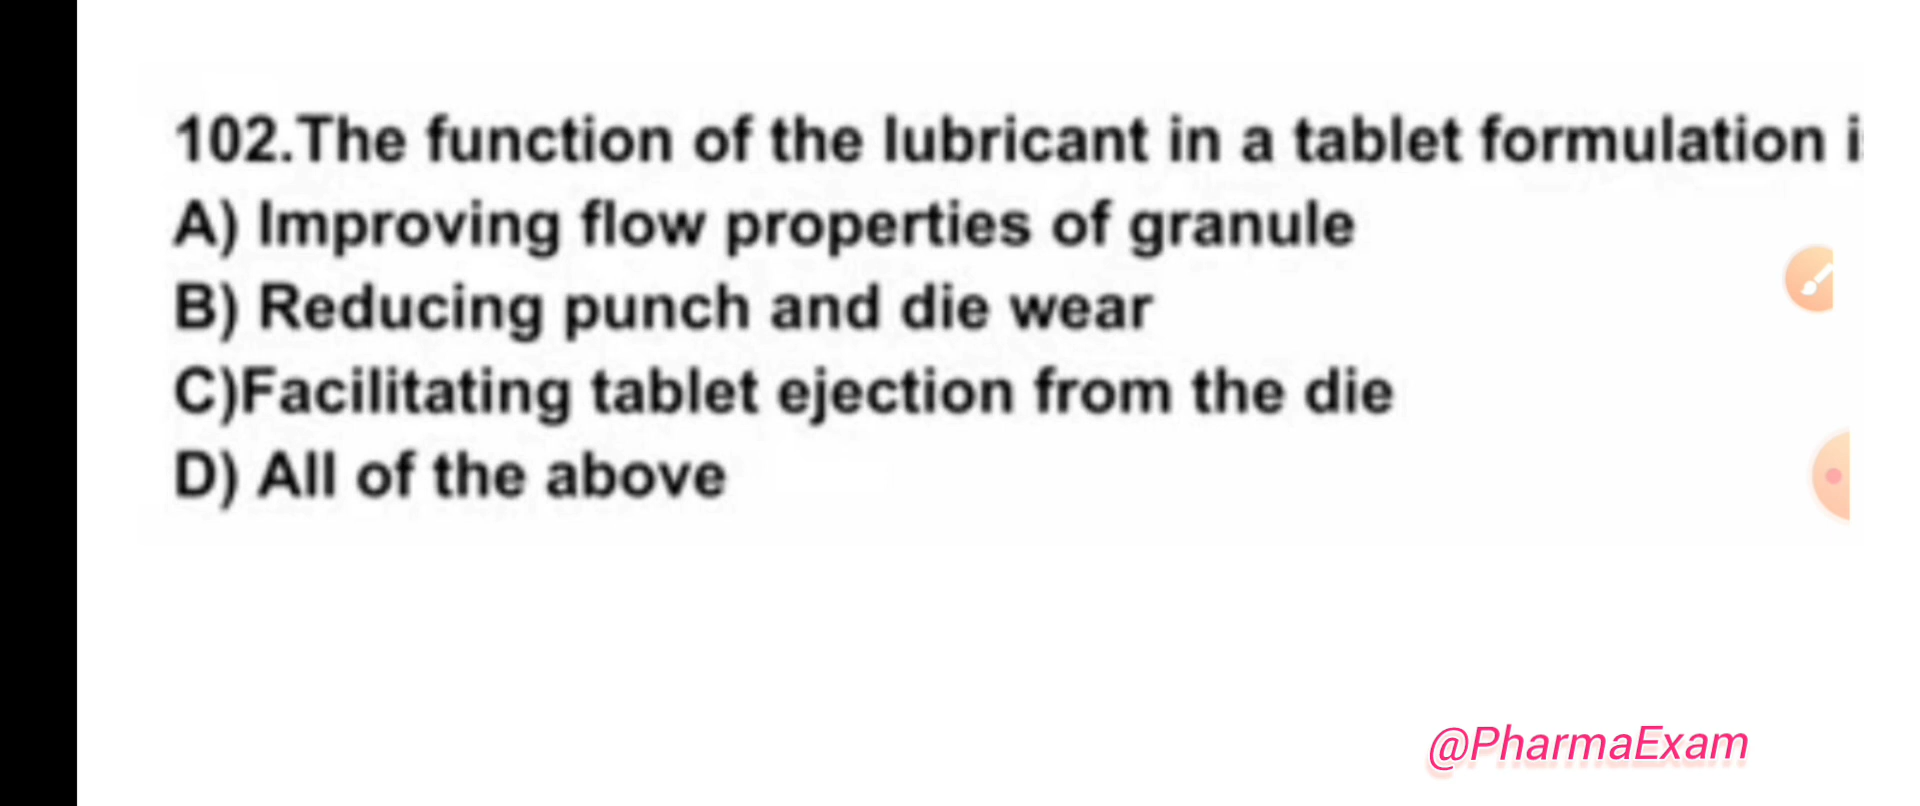 102.The function of the lubricant in a tablet formulation i
A) Improving flow properties of granule
B) Reducing punch and die wear
C)Facilitating tablet ejection from the die
D) All of the above
@PharmaExam